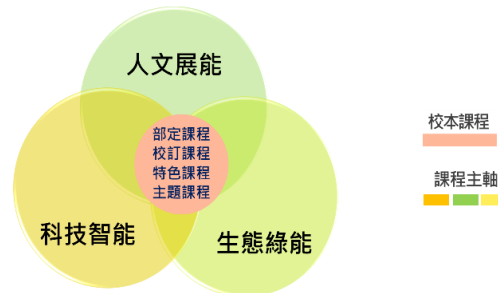 人文展能
部定課程
校訂課程
特色課程
主題課程
科技智能
生態綠能
校本課程
課程主軸